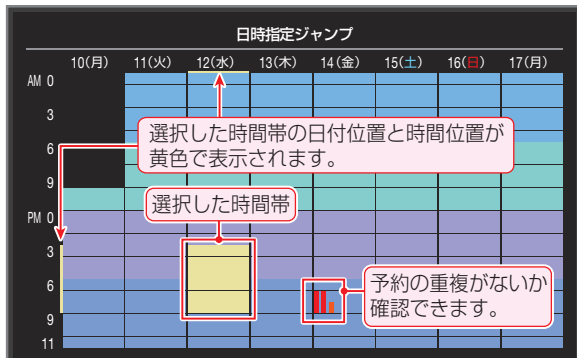 日時指定ジャンプ
10(月) 11(火) 12(水) 13(木) 14(金) 15(土) 16(日) 17(月)
AM 0
3
選択した時間帯の日付位置と時間位置が
黄色で表示されます。
6
9
選択した時間帯
PM 0
3
予約の重複がないか
確認できます。
6
9
11